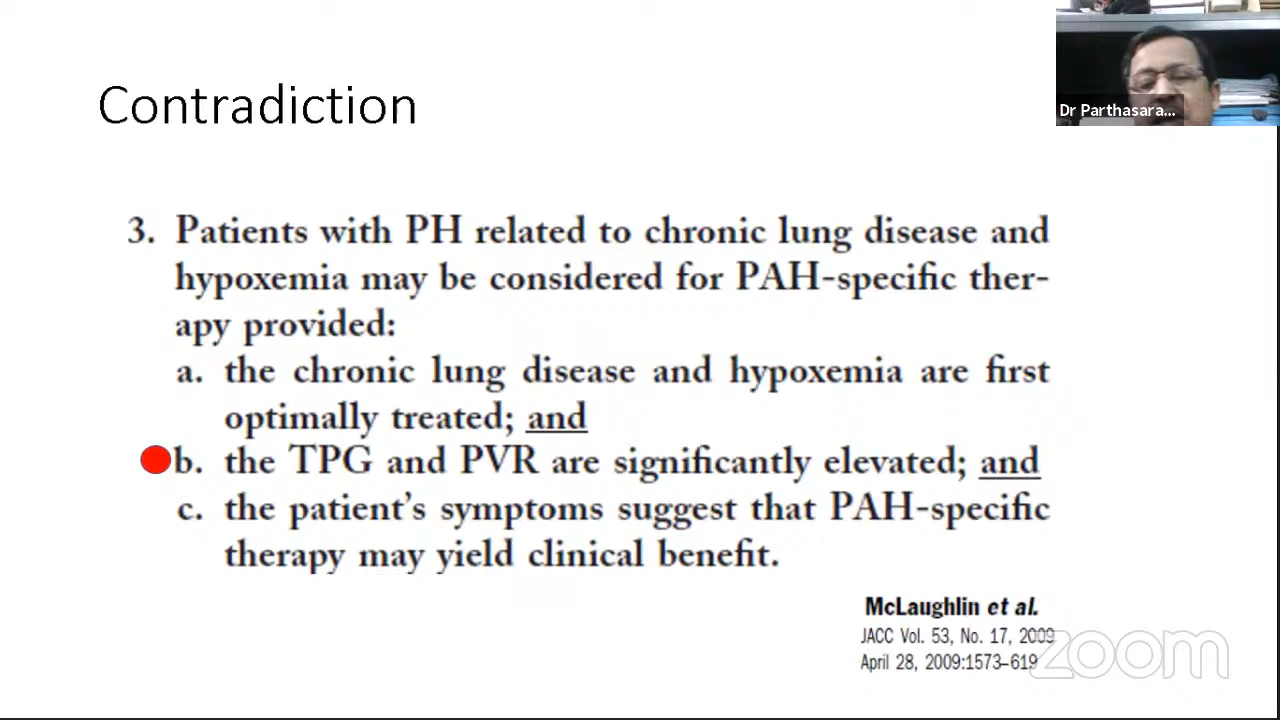 Contradiction
Dr Parthasara...
3. Patients with PH related to chronic lung disease and
hypoxemia may be considered for PAH-specific ther-
apy provided:
a. the chronic lung disease and hypoxemia are first
optimally treated; and
b. the TPG and PVR are significantly elevated; and
c. the patient's symptoms suggest that PAH-specific
therapy may yield clinical benefit.
McLaughlin et al.
JACC Vol. 53, No. 17, 2009
April 28, 2009:1573–619
zoom